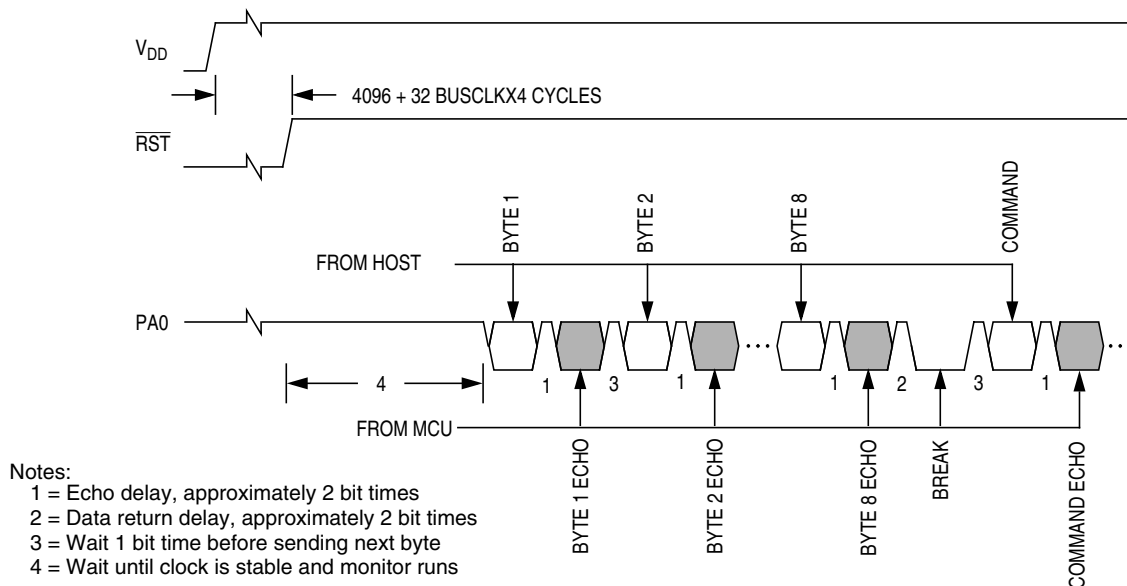 VDD
4096 + 32 BUSCLKX4 CYCLES
RST
BYTE 1
BYTE 2
BYTE 8
COMMAND
FROM HOST
PA0
4
1
3
1
1
2
3
1
FROM MCU
BYTE 1 ECHO
BYTE 2 ECHO
BYTE 8 ECHO
BREAK
COMMAND ECHO
Notes:
1 = Echo delay, approximately 2 bit times
2 = Data return delay, approximately 2 bit times
3 = Wait 1 bit time before sending next byte
4 = Wait until clock is stable and monitor runs